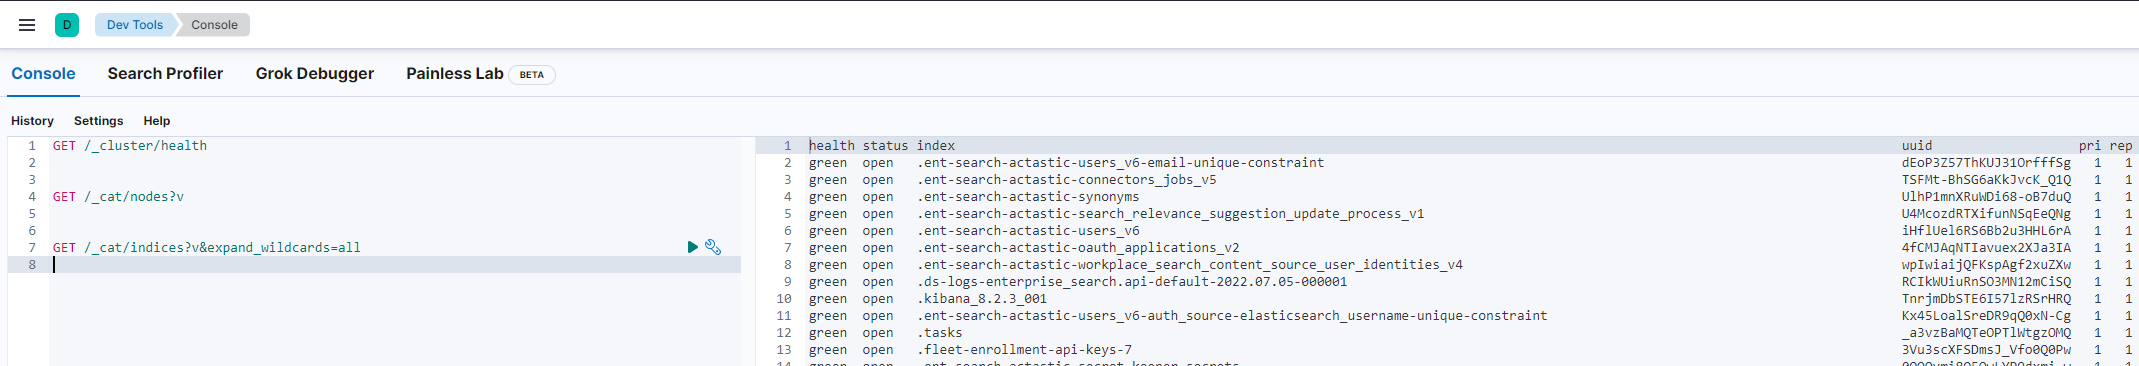 D Dev Tools Console
Console Search Profiler Grok Debugger Painless Lab BETA
History Settings Help
1 GET /_cluster/health
2
3
4 GET /_cat/nodes?v
5
6
7 GET /_cat/indices?v&expand_wildcards=all
8
1 health status index uuid pri rep
2 green open .ent-search-actastic-users_v6-email-unique-constraint dEoP3Z57ThKUJ31OrfffSg 1 1
3 green open .ent-search-actastic-connectors_jobs_v5 TSFMt-BhSG6aKkJvcK_Q1Q 1 1
4 green open .ent-search-actastic-synonyms UlhP1mnXRuWDi68-oB7duQ 1 1
5 green open .ent-search-actastic-search_relevance_suggestion_update_process_v1 U4McozdRTXifunNSqEeQNg 1 1
6 green open .ent-search-actastic-users_v6 iHflUel6RS6Bb2u3HHL6rA 1 1
7 green open .ent-search-actastic-oauth_applications_v2 4fCMJAqNTIavuex2XJa3IA 1 1
8 green open .ent-search-actastic-workplace_search_content_source_user_identities_v4 wpIwiaijQFKspAgf2xuZXw 1 1
9 green open .ds-logs-enterprise_search.api-default-2022.07.05-000001 RCIkWUiuRnSO3MN12mCiSQ 1 1
10 green open .kibana_8.2.3_001 TnrjmDbSTE6I57lzRSrHRQ 1 1
11 green open .ent-search-actastic-users_v6-auth_source-elasticsearch_username-unique-constraint Kx45LoalSreDR9qQ0xN-Cg 1 1
12 green open .tasks _a3vzBaMQTeOPTlWtgzOMQ 1 1
13 green open .fleet-enrollment-api-keys-7 3Vu3scXFSDmsJ_Vfo0Q0Pw 1 1